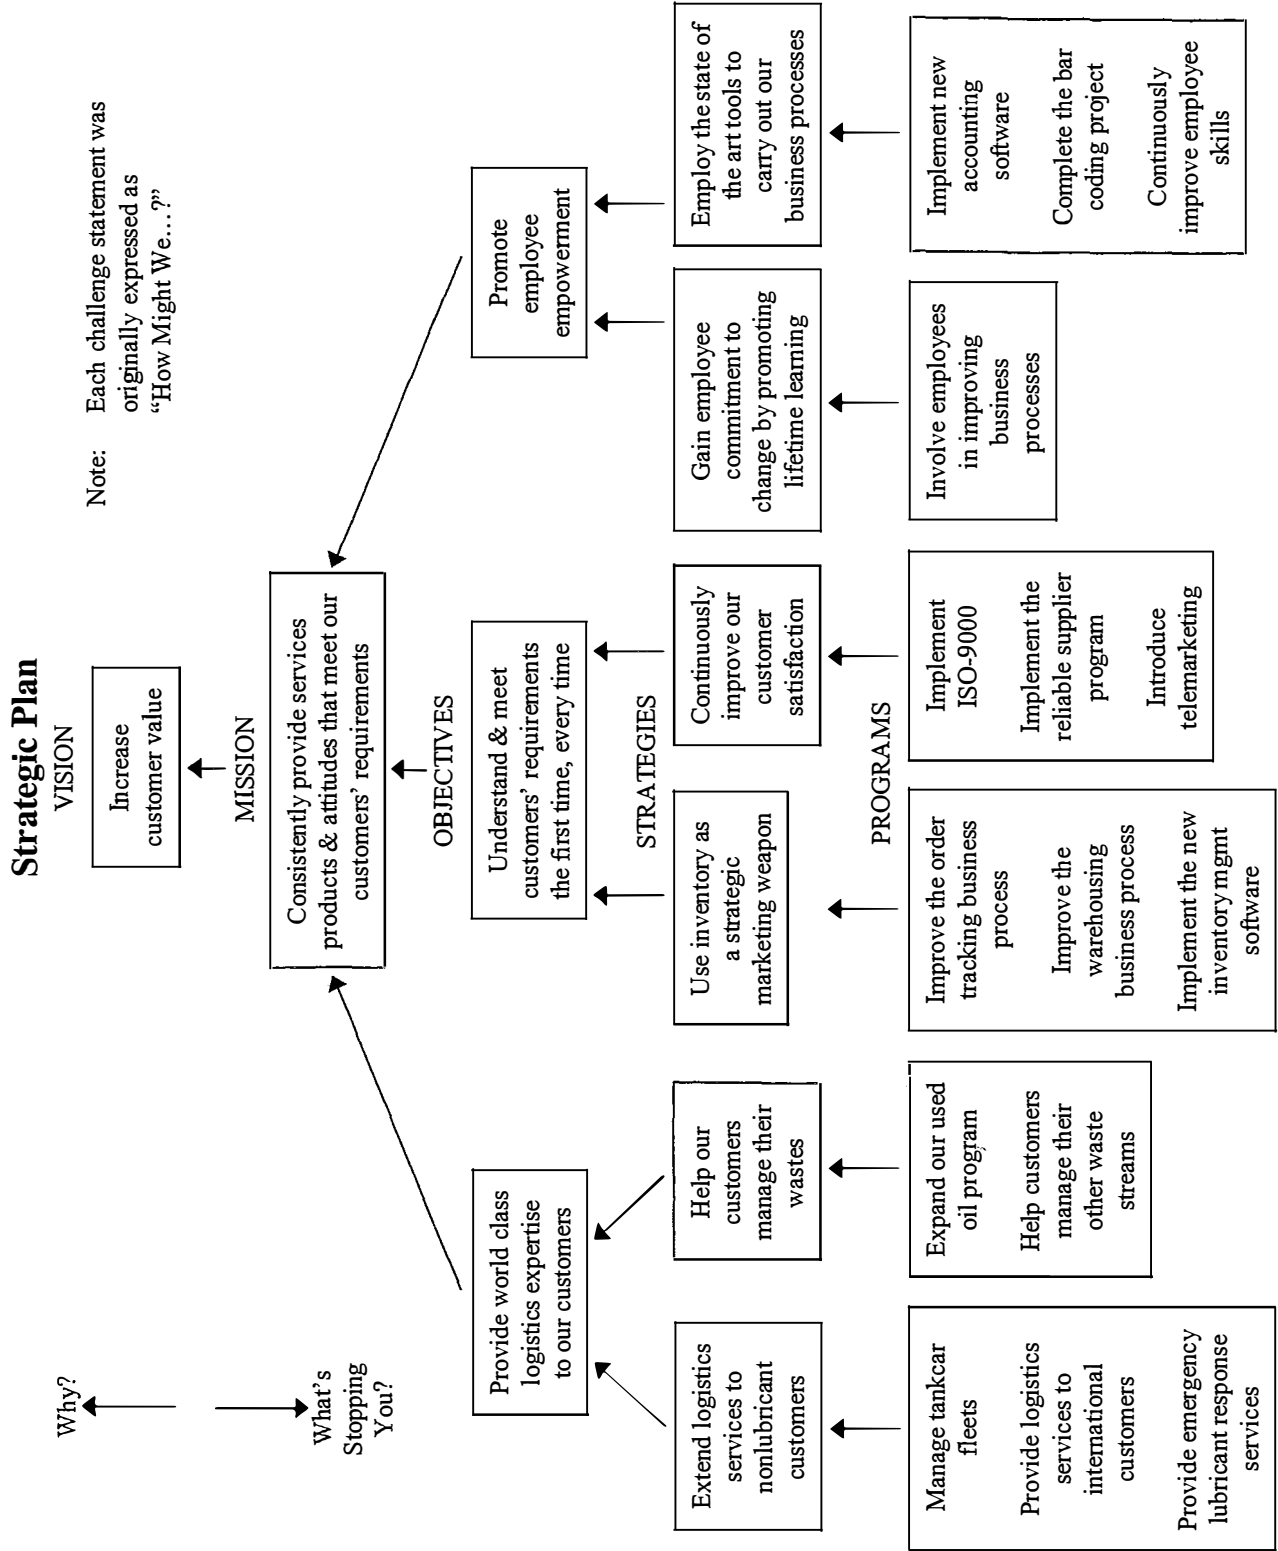 Strategic Plan
VISION
Note: Each challenge statement was
originally expressed as
“How Might We...?”
Why?
What's
Stopping
You?
Increase
customer value
MISSION
Consistently provide services
products & attitudes that meet our
customers' requirements
OBJECTIVES
Provide world class
logistics expertise
to our customers
Understand & meet
customers' requirements
the first time, every time
Promote
employee
empowerment
STRATEGIES
Extend logistics
services to
nonlubricant
customers
Help our
customers
manage their
wastes
Use inventory as
a strategic
marketing weapon
Continuously
improve our
customer
satisfaction
Gain employee
commitment to
change by promoting
lifetime learning
Employ the state of
the art tools to
carry out our
business processes
PROGRAMS
Manage tankcar
fleets
Provide logistics
services to
international
customers
Provide emergency
lubricant response
services
Expand our used
oil program
Help customers
manage their
other waste
streams
Improve the order
tracking business
process
Improve the
warehousing
business process
Implement the new
inventory mgmt
software
Implement
ISO-9000
Implement the
reliable supplier
program
Introduce
telemarketing
Involve employees
in improving
business
processes
Implement new
accounting
software
Complete the bar
coding project
Continuously
improve employee
skills